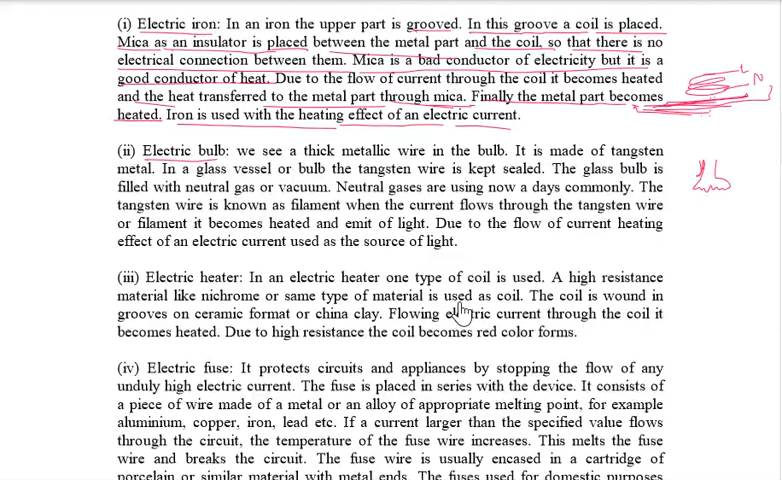 (i) Electric iron: In an iron the upper part is grooved. In this groove a coil is placed.
Mica as an insulator is placed between the metal part and the coil, so that there is no
electrical connection between them. Mica is a bad conductor of electricity but it is a
good conductor of heat. Due to the flow of current through the coil it becomes heated
and the heat transferred to the metal part through mica. Finally the metal part becomes
heated. Iron is used with the heating effect of an electric current.
L
N
(ii) Electric bulb: we see a thick metallic wire in the bulb. It is made of tangsten
metal. In a glass vessel or bulb the tangsten wire is kept sealed. The glass bulb is
filled with neutral gas or vacuum. Neutral gases are using now a days commonly. The
tangsten wire is known as filament when the current flows through the tangsten wire
or filament it becomes heated and emit of light. Due to the flow of current heating
effect of an electric current used as the source of light.
(iii) Electric heater: In an electric heater one type of coil is used. A high resistance
material like nichrome or same type of material is used as coil. The coil is wound in
grooves on ceramic format or china clay. Flowing electric current through the coil it
becomes heated. Due to high resistance the coil becomes red color forms.
(iv) Electric fuse: It protects circuits and appliances by stopping the flow of any
unduly high electric current. The fuse is placed in series with the device. It consists of
a piece of wire made of a metal or an alloy of appropriate melting point, for example
aluminium, copper, iron, lead etc. If a current larger than the specified value flows
through the circuit, the temperature of the fuse wire increases. This melts the fuse
wire and breaks the circuit. The fuse wire is usually encased in a cartridge of
porcelain or similar material with metal ends. The fuses used for domestic purposes